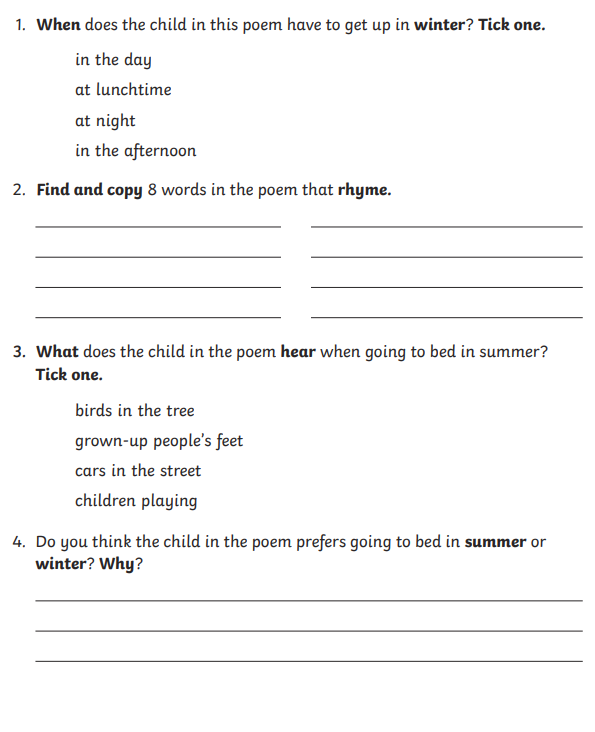 1. When does the child in this poem have to get up in winter? Tick one.
in the day
at lunchtime
at night
in the afternoon
2. Find and copy 8 words in the poem that rhyme.
3. What does the child in the poem hear when going to bed in summer?
Tick one.
birds in the tree
grown-up people's feet
cars in the street
children playing
4. Do you think the child in the poem prefers going to bed in summer or
winter? Why?